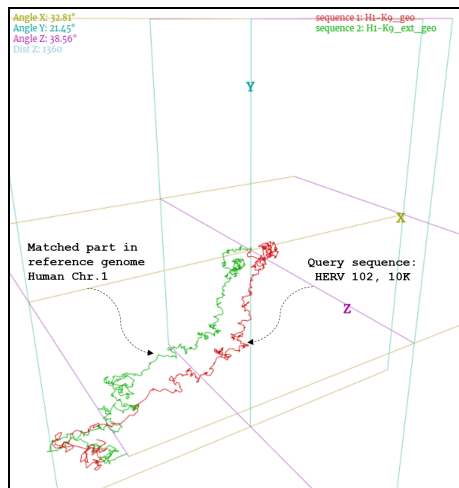 Angle X: 32.81°
Angle Y: 21.45°
Angle Z: 38.56°
Dist Z: 1360
sequence 1: H1-K9_geo
sequence 2: H1-K9_ext_geo
Y
X
Matched part in
reference genome
Human Chr.1
Query sequence:
HERV 102, 10K
Z